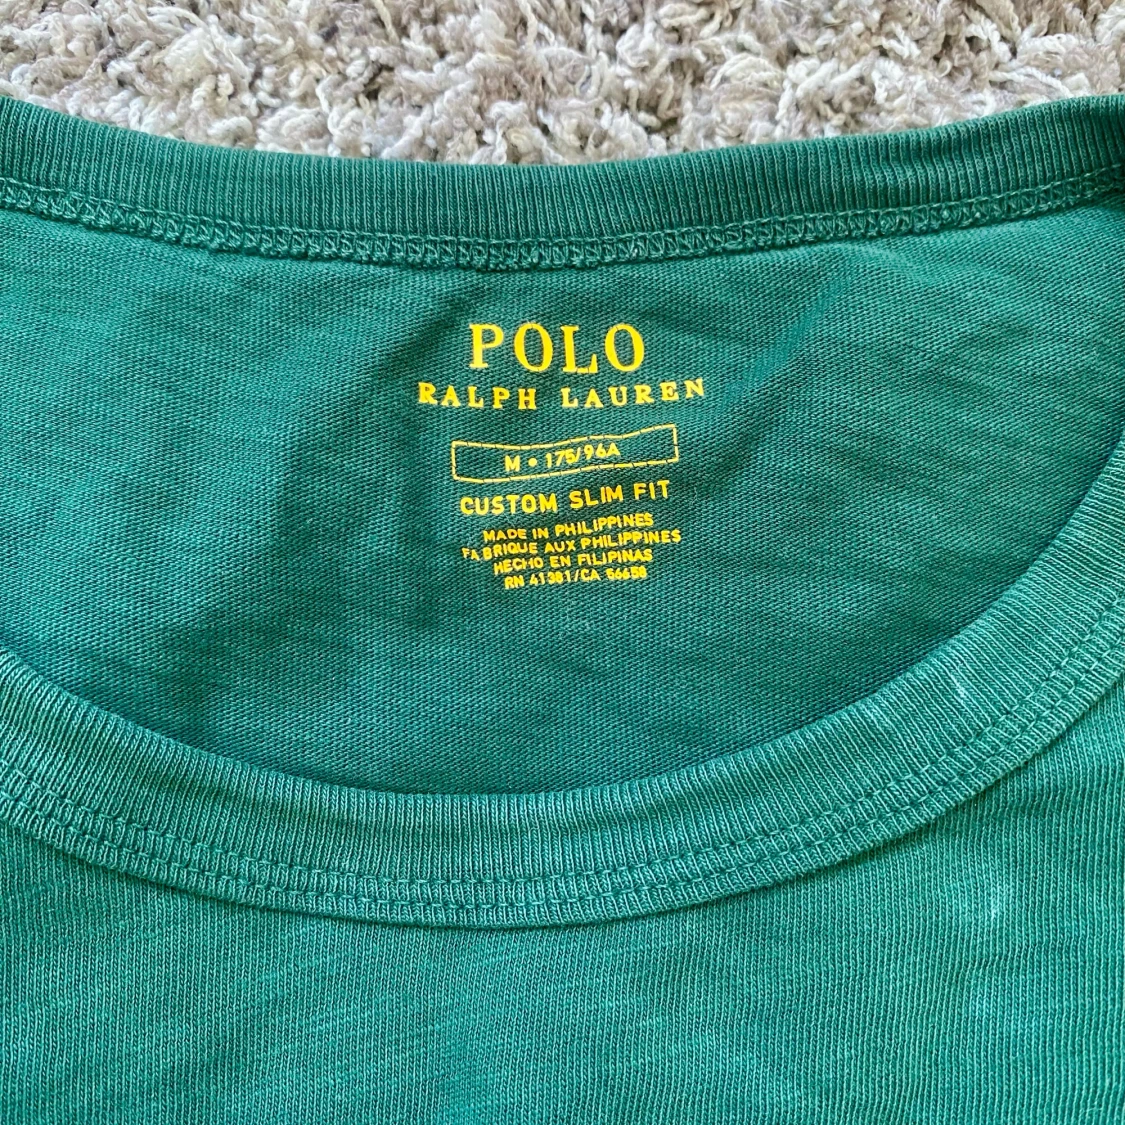 POLO
RALPH LAUREN
M • 175/96A
CUSTOM SLIM FIT
MADE IN PHILIPPINES
FABRIQUE AUX PHILIPPINES
HECHO EN FILIPINAS
RN 41381/CA 56658